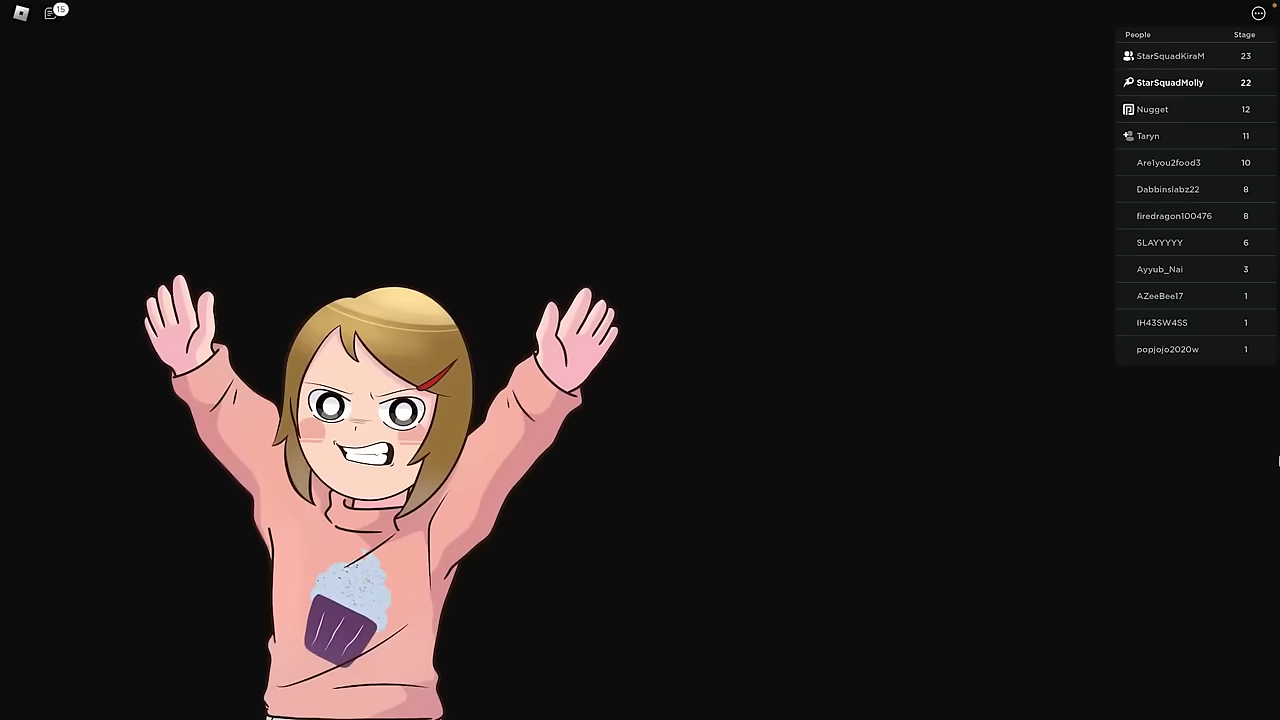 15
People Stage
StarSquadKiraM 23
StarSquadMolly 22
Nugget 12
Taryn 11
Are1you2food3 10
Dabbinslabz22 8
firedragon100476 8
SLAYYYYY 6
Ayyub_Nai 3
AZeeBee17 1
IH43SW4SS 1
popjojo2020w 1